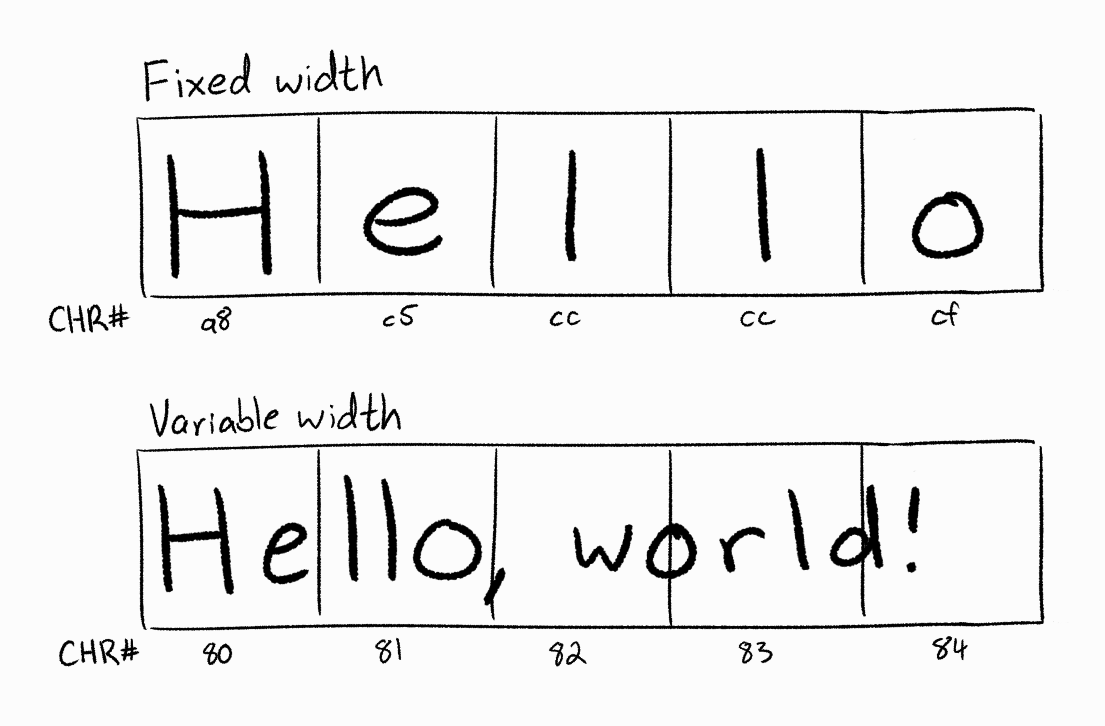 Fixed width
H e l l o
CHR# a8 c5 cc cc cf
Variable width
Hello, world!
CHR# 80 81 82 83 84